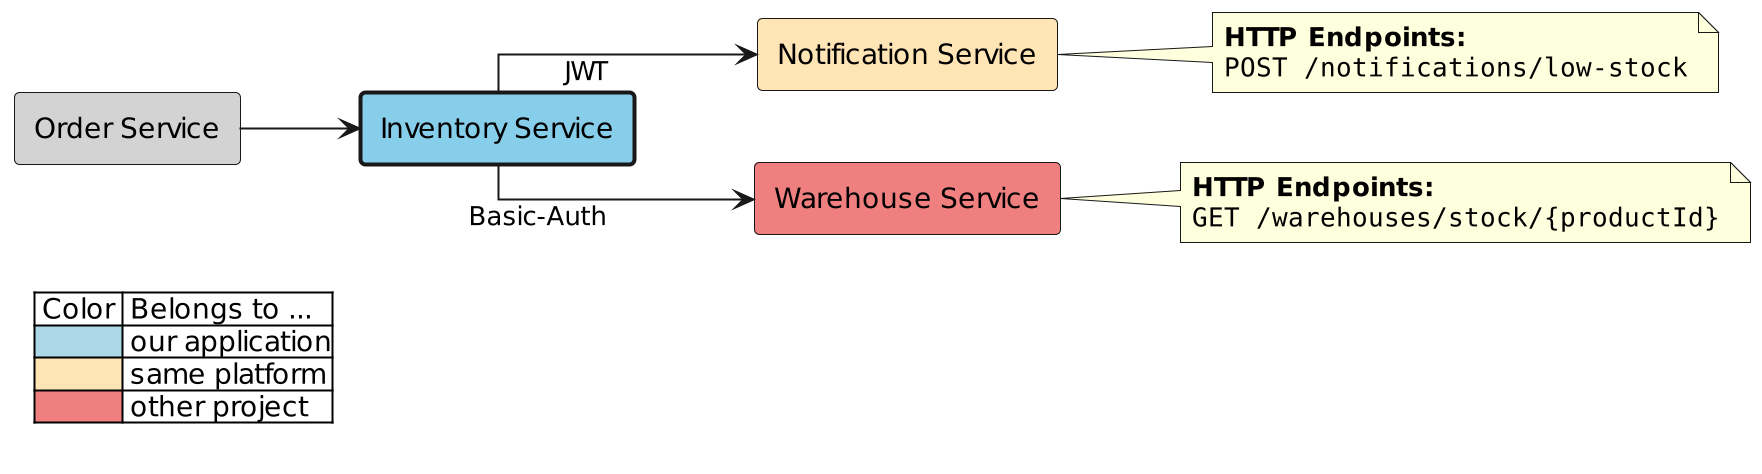 Order Service
Inventory Service
JWT
Basic-Auth
Notification Service
Warehouse Service
HTTP Endpoints:
POST /notifications/low-stock
HTTP Endpoints:
GET /warehouses/stock/{productId}
Color Belongs to ...
our application
same platform
other project